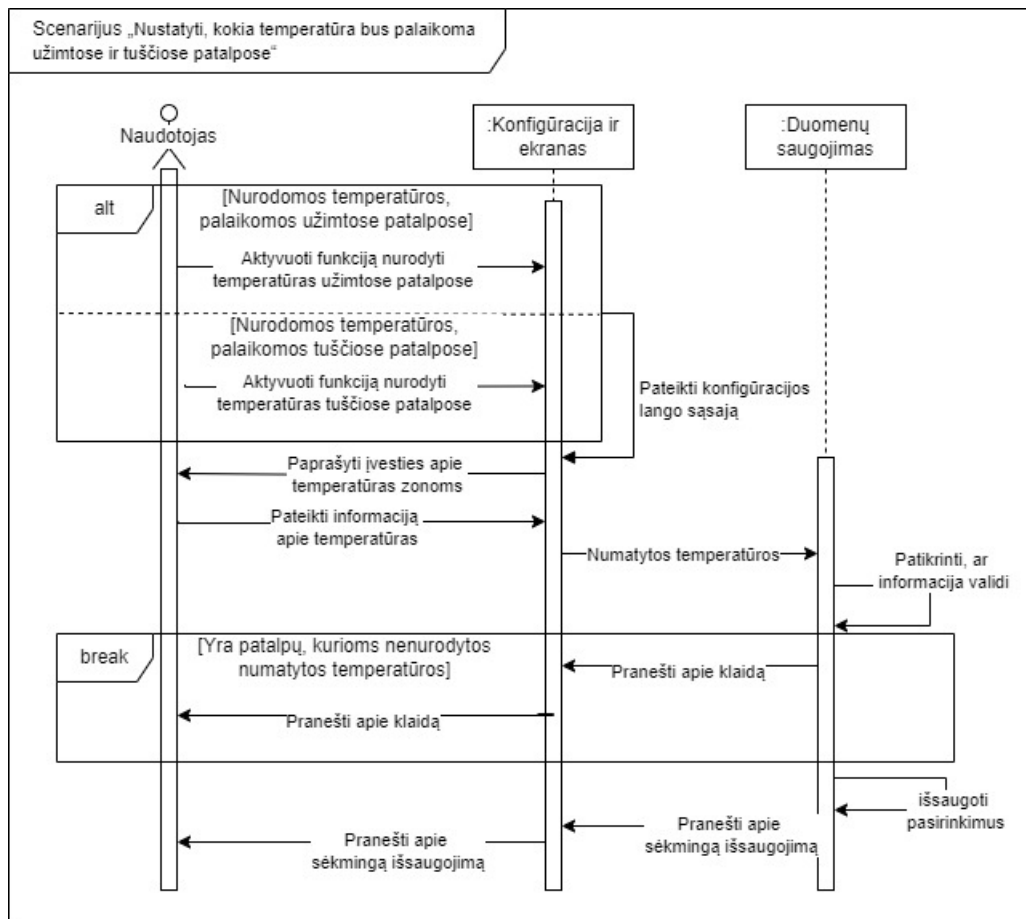 Scenarijus „Nustatyti, kokia temperatūra bus palaikoma
užimtose ir tuščiose patalpose“
Naudotojas
:Konfigūracija ir
ekranas
:Duomenų
saugojimas
alt
[Nurodomos temperatūros,
palaikomos užimtose patalpose]
Aktyvuoti funkciją nurodyti
temperatūras užimtose patalpose
[Nurodomos temperatūros,
palaikomos tuščiose patalpose]
Aktyvuoti funkciją nurodyti
temperatūras tuščiose patalpose
Pateikti konfigūracijos
lango sąsają
Paprašyti įvesties apie
temperatūras zonoms
Pateikti informaciją
apie temperatūras
Numatytos temperatūros
Patikrinti, ar
informacija validi
break
[Yra patalpų, kurioms nenurodytos
numatytos temperatūros]
Pranešti apie klaidą
Pranešti apie klaidą
išsaugoti
pasirinkimus
Pranešti apie
sėkmingą išsaugojimą
Pranešti apie
sėkmingą išsaugojimą